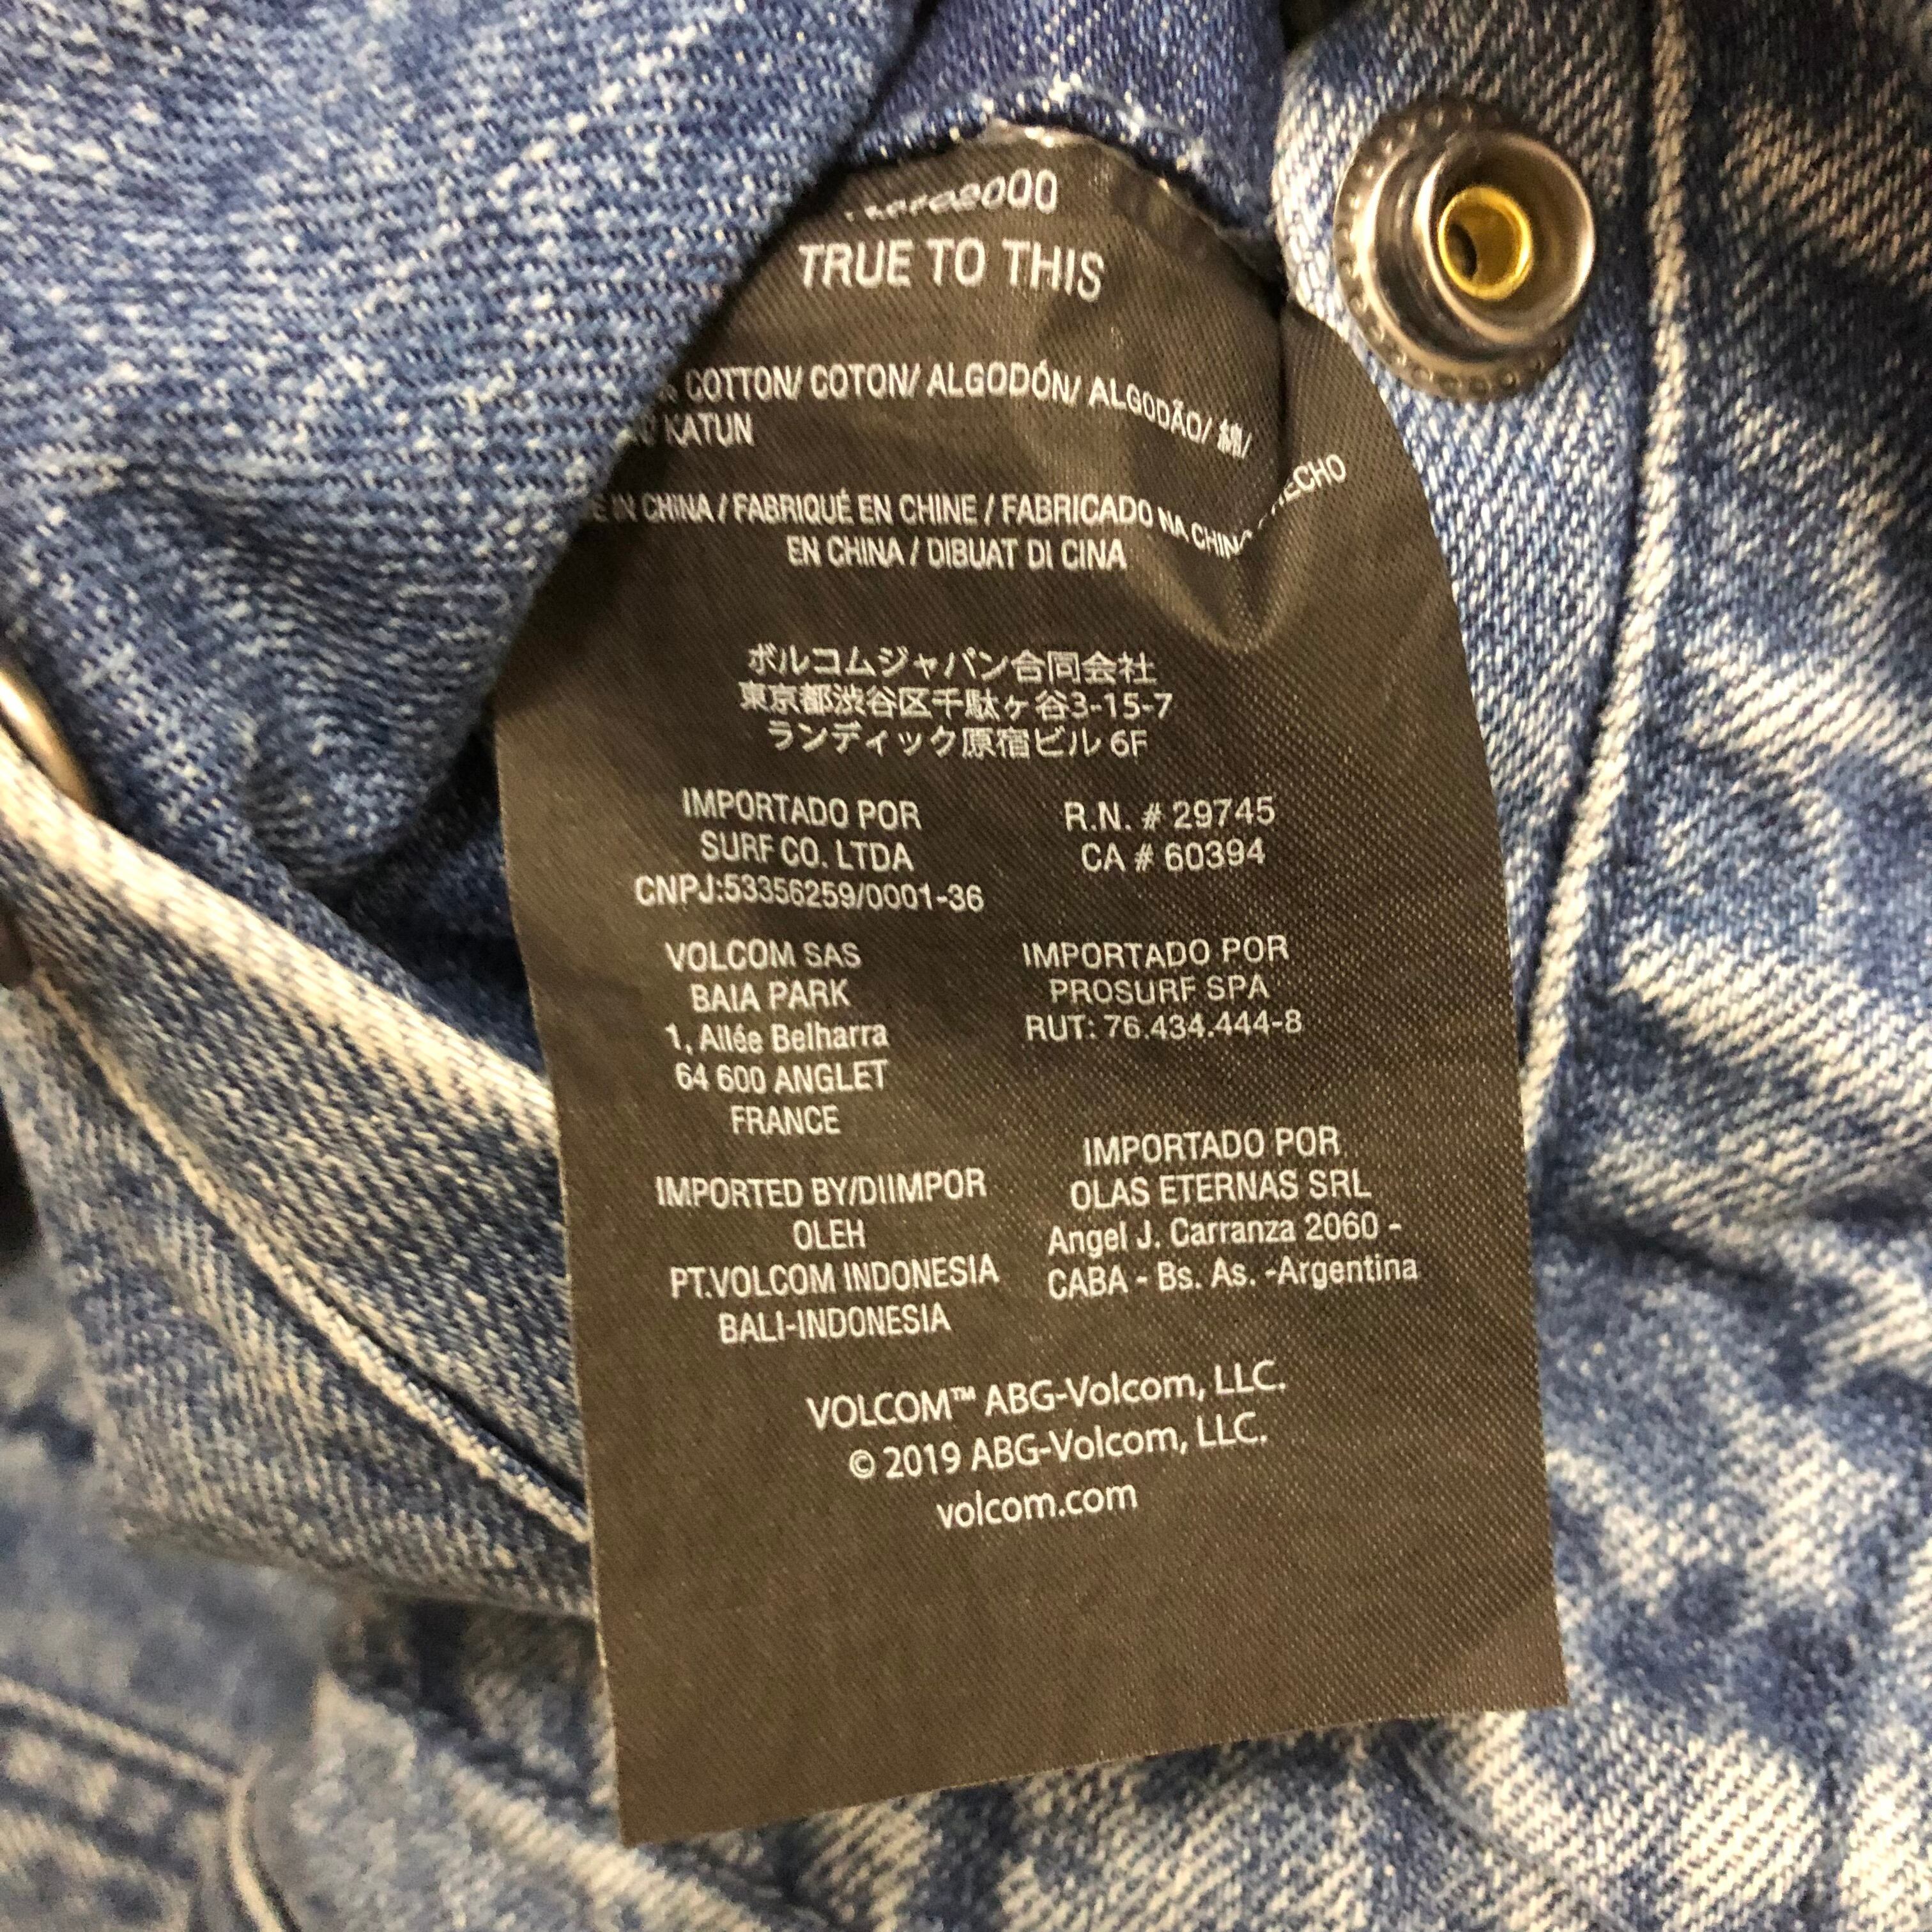 TRUE TO THIS
COTTON/ COTON/ ALGODÓN/ ALGODÃO/ 綿/
KATUN
IN CHINA / FABRIQUÉ EN CHINE / FABRICADO NA CHINA
EN CHINA / DIBUAT DI CINA
ボルコムジャパン合同会社
東京都渋谷区千駄ヶ谷3-15-7
ランディック原宿ビル 6F
IMPORTADO POR
SURF CO. LTDA
CNPJ:53356259/0001-36
R.N. # 29745
CA # 60394
VOLCOM SAS
BAIA PARK
1, Allée Belharra
64 600 ANGLET
FRANCE
IMPORTADO POR
PROSURF SPA
RUT: 76.434.444-8
IMPORTED BY/DIIMPOR
OLEH
PT.VOLCOM INDONESIA
BALI-INDONESIA
IMPORTADO POR
OLAS ETERNAS SRL
Angel J. Carranza 2060 -
CABA - Bs. As. -Argentina
VOLCOM™ ABG-Volcom, LLC.
© 2019 ABG-Volcom, LLC.
volcom.com